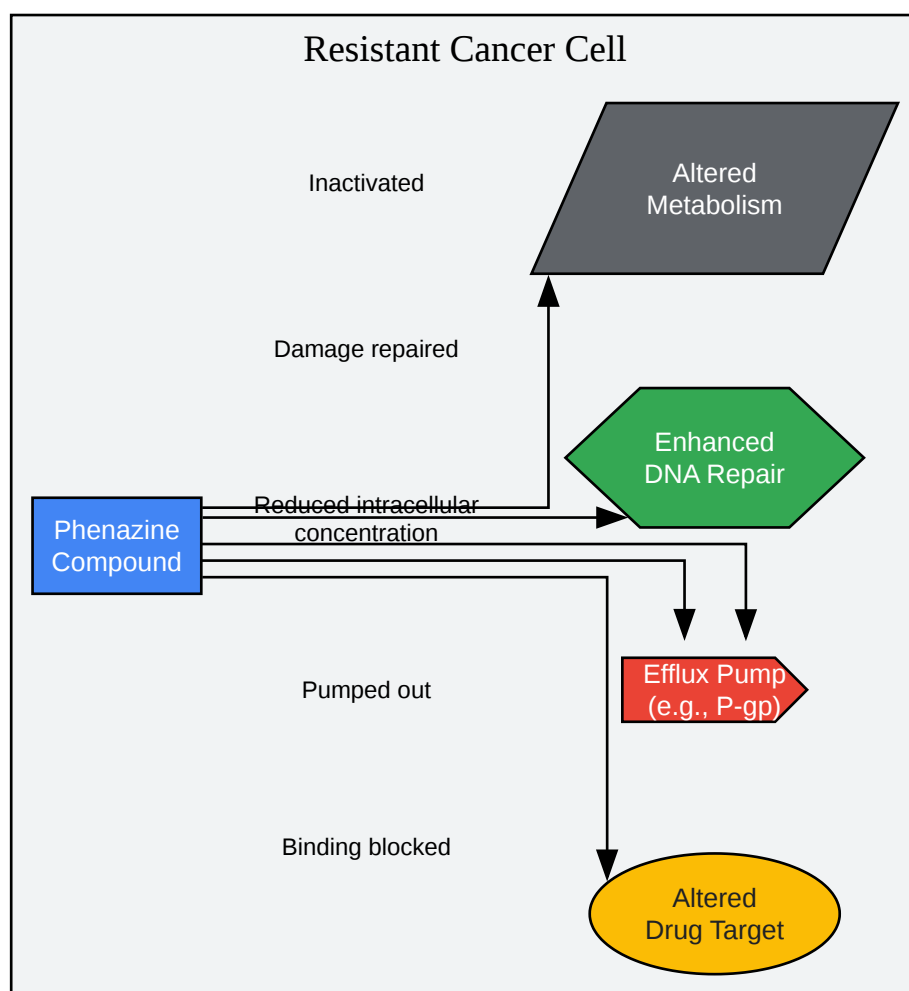 Resistant Cancer Cell
Inactivated
Altered
Metabolism
Damage repaired
Enhanced
DNA Repair
Reduced intracellular
concentration
Phenazine
Compound
Pumped out
Efflux Pump
(e.g., P-gp)
Binding blocked
Altered
Drug Target